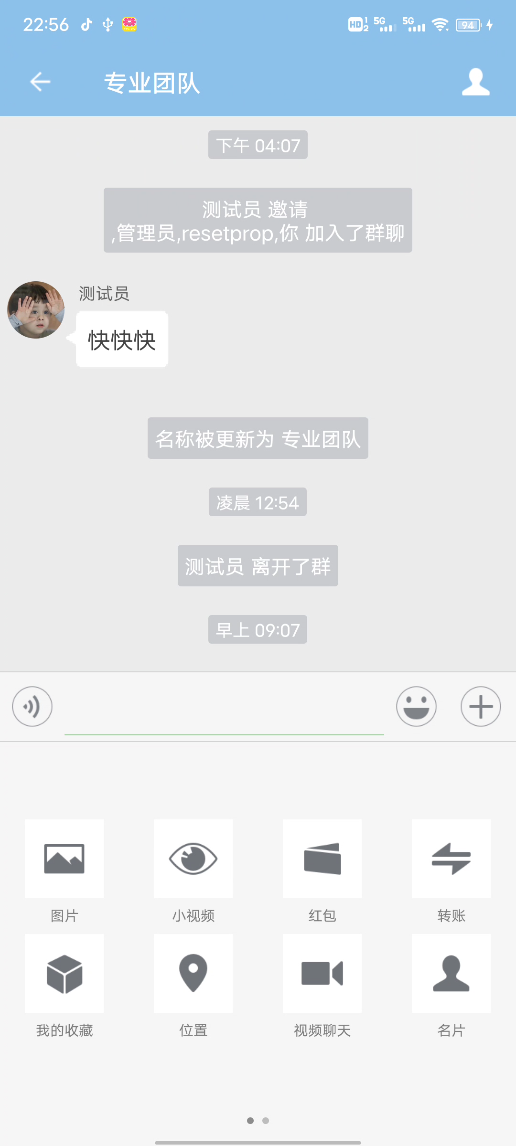 22:56
HD 1 2 5G 5G 94
专业团队
下午 04:07
测试员 邀请
,管理员,resetprop,你 加入了群聊
测试员
快快快
名称被更新为 专业团队
凌晨 12:54
测试员 离开了群
早上 09:07
图片 小视频 红包 转账
我的收藏 位置 视频聊天 名片